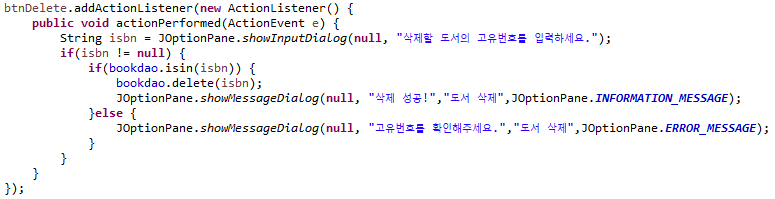 btnDelete.addActionListener(new ActionListener() {
    public void actionPerformed(ActionEvent e) {
        String isbn = JOptionPane.showInputDialog(null, "삭제할 도서의 고유번호를 입력하세요.");
        if(isbn != null) {
            if(bookdao.isin(isbn)) {
                bookdao.delete(isbn);
                JOptionPane.showMessageDialog(null, "삭제 성공!","도서 삭제",JOptionPane.INFORMATION_MESSAGE);
            }else {
                JOptionPane.showMessageDialog(null, "고유번호를 확인해주세요.","도서 삭제",JOptionPane.ERROR_MESSAGE);
            }
        }
    }
});